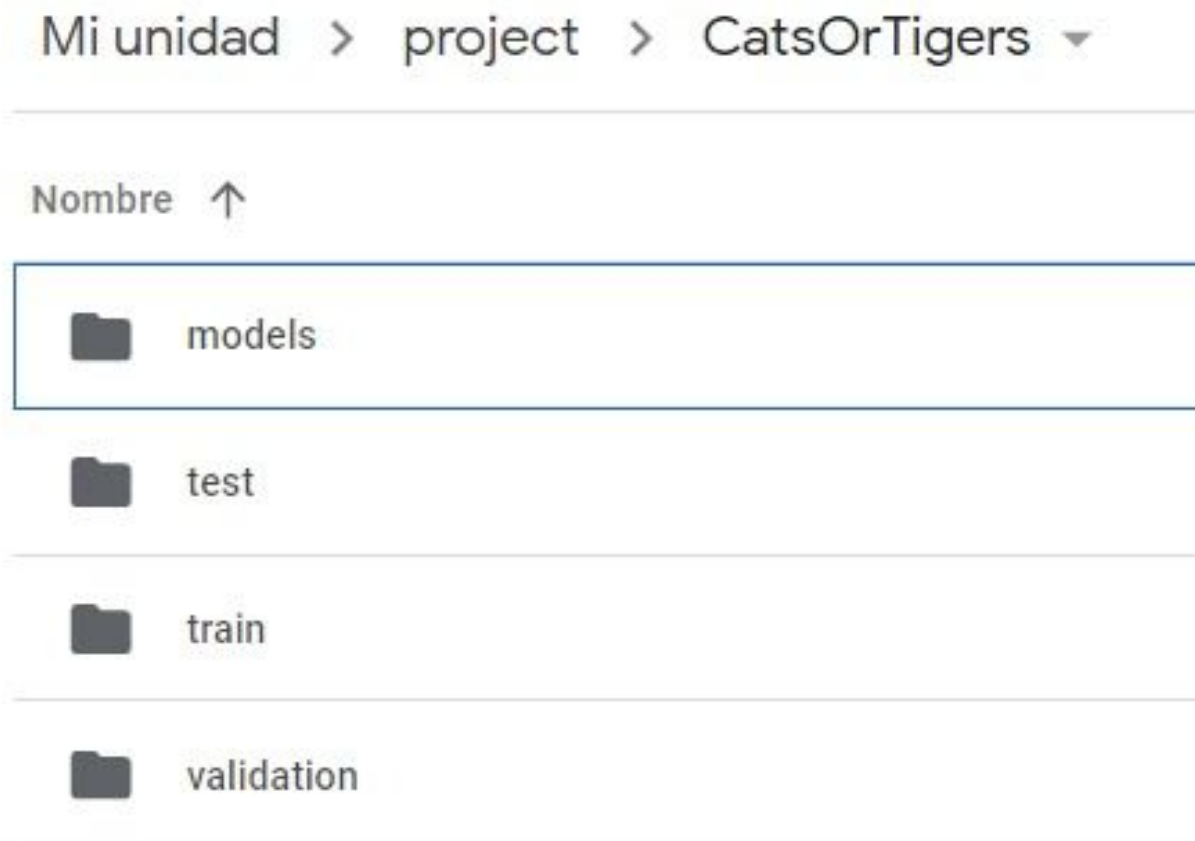 Mi unidad > project > CatsOrTigers
Nombre ↑
models
test
train
validation